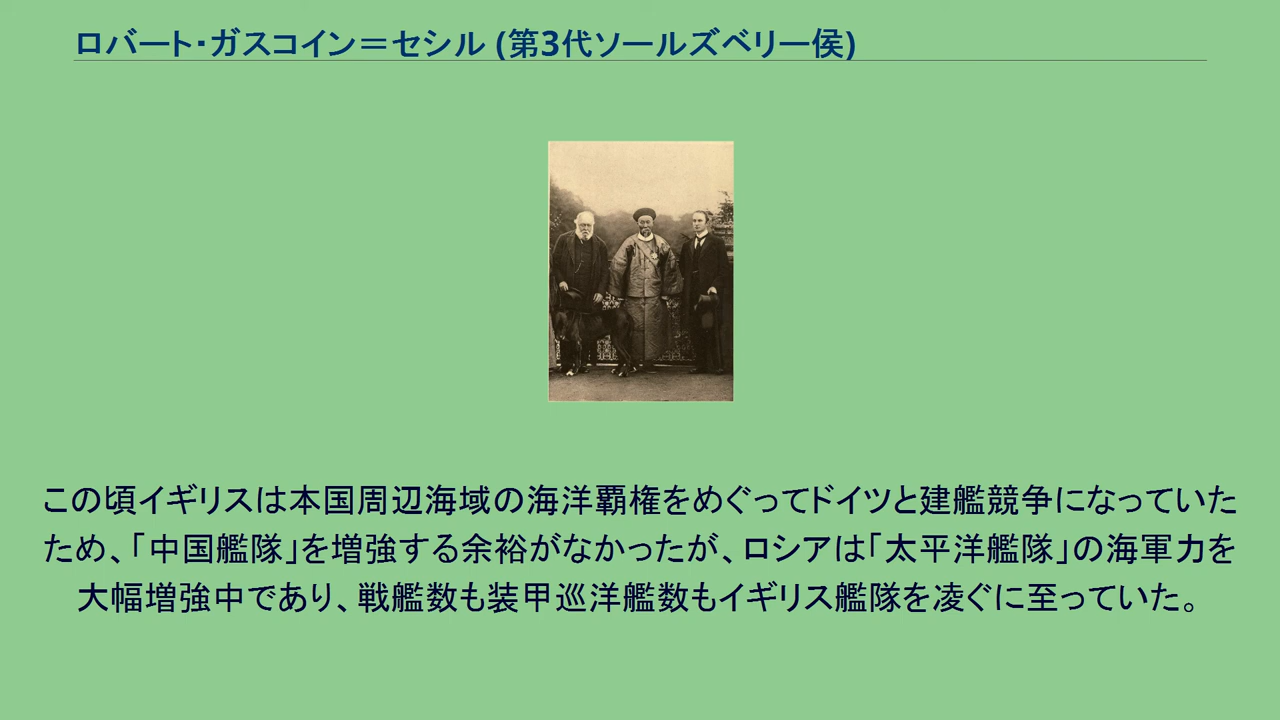 ロバート・ガスコイン＝セシル (第3代ソールズベリー侯)
この頃イギリスは本国周辺海域の海洋覇権をめぐってドイツと建艦競争になっていた
ため、「中国艦隊」を増強する余裕がなかったが、ロシアは「太平洋艦隊」の海軍力を
大幅増強中であり、戦艦数も装甲巡洋艦数もイギリス艦隊を凌ぐに至っていた。